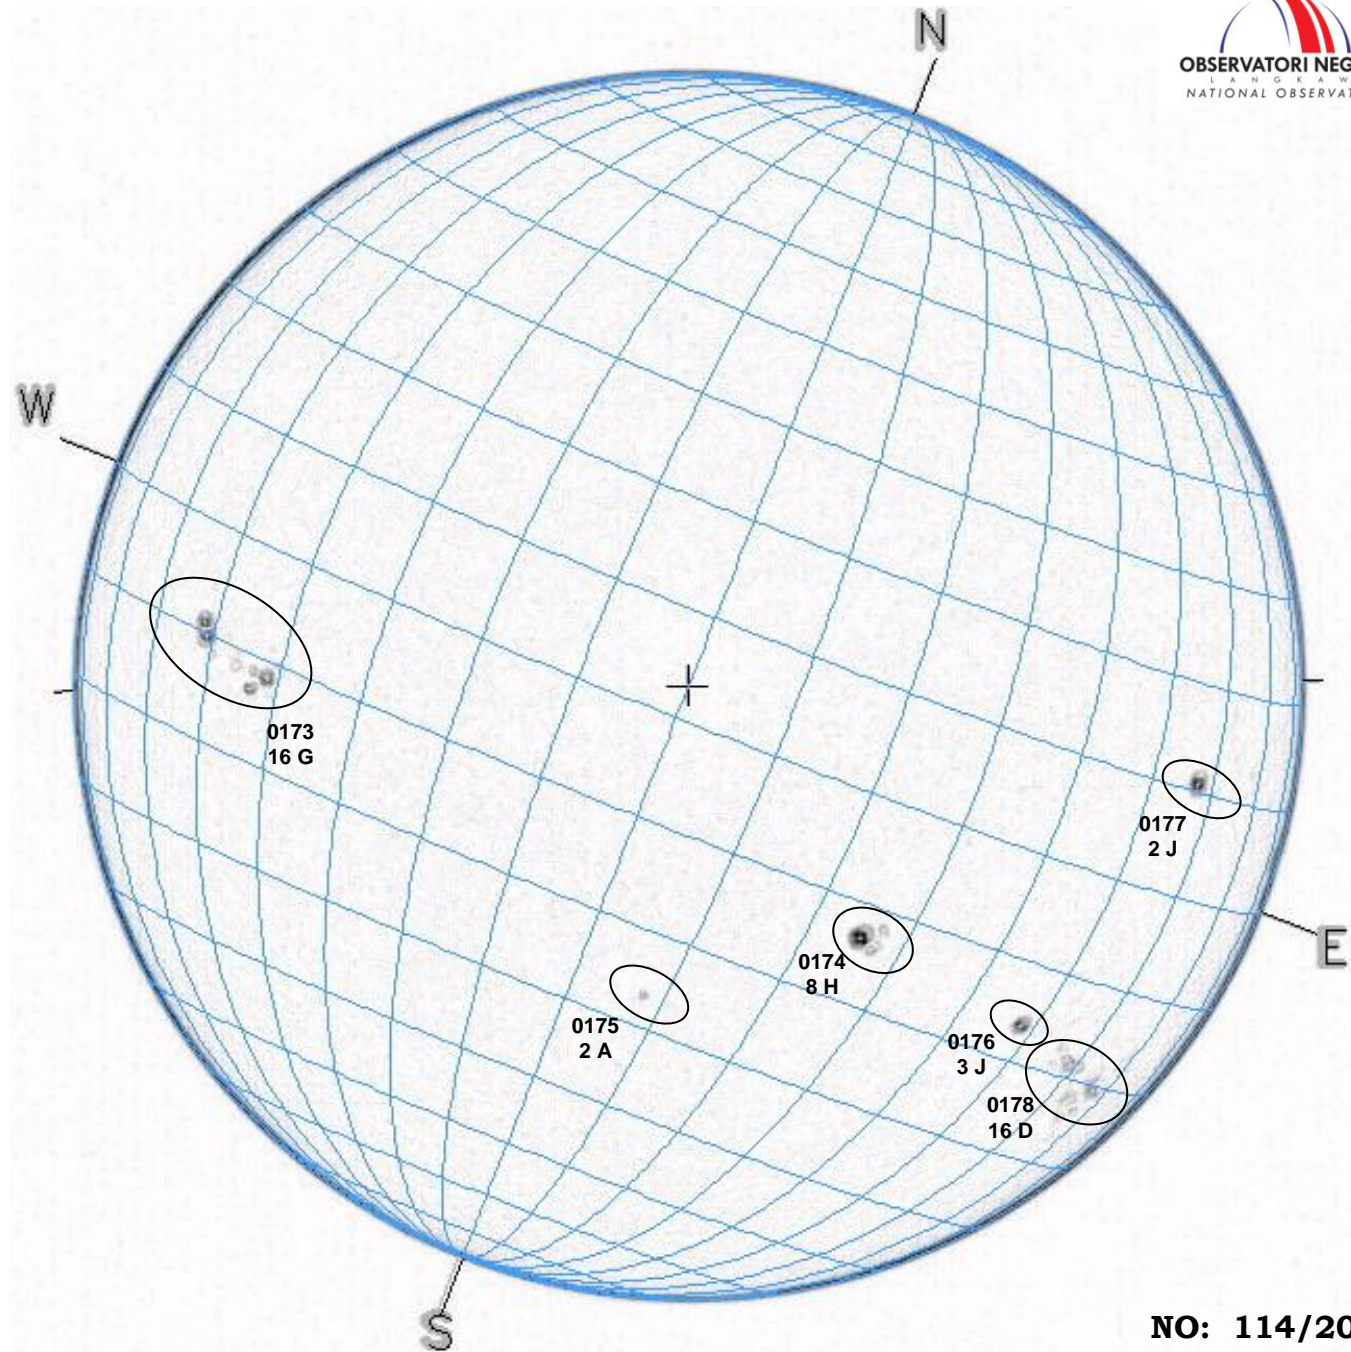 N
OBSERVATORI NEG
L A N G K A W
NATIONAL OBSERVAT
W
0173
16 G
0177
2 J
E
0174
8 H
0175
2 A
0176
3 J
0178
16 D
S
NO: 114/20